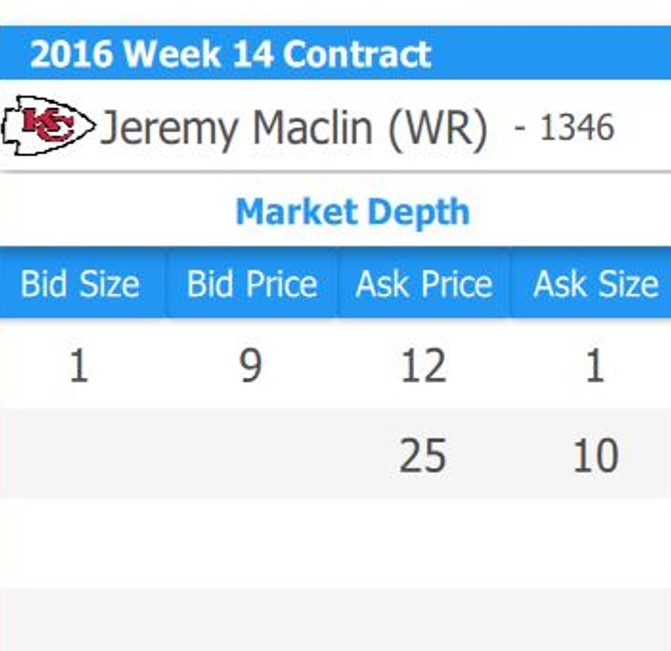 2016 Week 14 Contract
KC Jeremy Maclin (WR) - 1346
Market Depth
Bid Size Bid Price Ask Price Ask Size
1 9 12 1
25 10